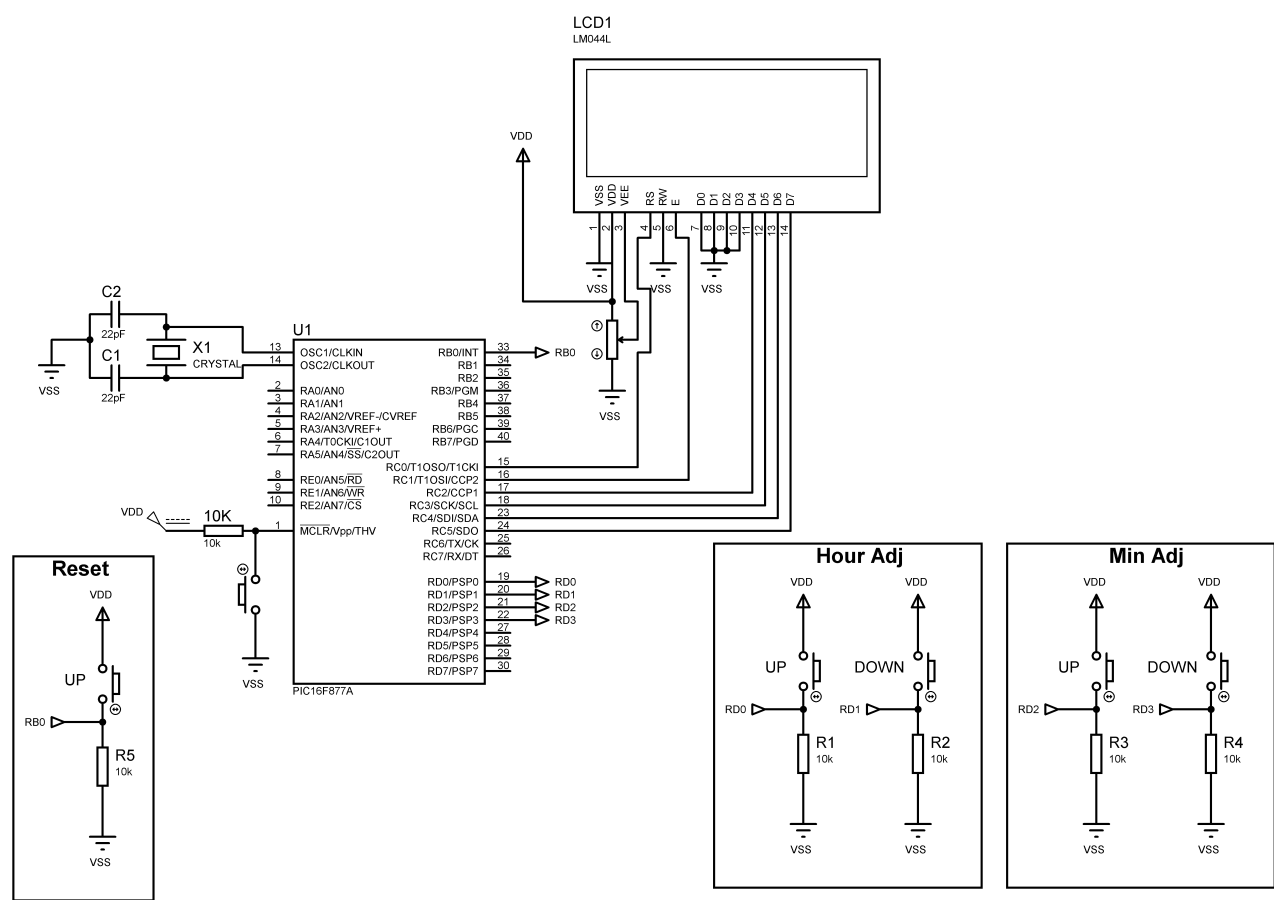 LCD1
LM044L
VDD
VSS
VDD
VEE
RS
RW
E
D0
D1
D2
D3
D4
D5
D6
D7
1
2
3
4
5
6
7
8
9
10
11
12
13
14
VSS
VSS
VSS
VSS
C2
22pF
C1
22pF
X1
CRYSTAL
VSS
U1
13 OSC1/CLKIN
14 OSC2/CLKOUT
2 RA0/AN0
3 RA1/AN1
4 RA2/AN2/VREF-/CVREF
5 RA3/AN3/VREF+
6 RA4/T0CKI/C1OUT
7 RA5/AN4/SS/C2OUT
8 RE0/AN5/RD
9 RE1/AN6/WR
10 RE2/AN7/CS
1 MCLR/Vpp/THV
RB0/INT 33 RB0
RB1 34
RB2 35
RB3/PGM 36
RB4 37
RB5 38
RB6/PGC 39
RB7/PGD 40
RC0/T1OSO/T1CKI 15
RC1/T1OSI/CCP2 16
RC2/CCP1 17
RC3/SCK/SCL 18
RC4/SDI/SDA 23
RC5/SDO 24
RC6/TX/CK 25
RC7/RX/DT 26
RD0/PSP0 19 RD0
RD1/PSP1 20 RD1
RD2/PSP2 21 RD2
RD3/PSP3 22 RD3
RD4/PSP4 27
RD5/PSP5 28
RD6/PSP6 29
RD7/PSP7 30
PIC16F877A
VDD
10K
10k
VSS
Reset
VDD
UP
RB0
R5
10k
VSS
Hour Adj
VDD
VDD
UP
DOWN
RD0
RD1
R1
10k
R2
10k
VSS
VSS
Min Adj
VDD
VDD
UP
DOWN
RD2
RD3
R3
10k
R4
10k
VSS
VSS